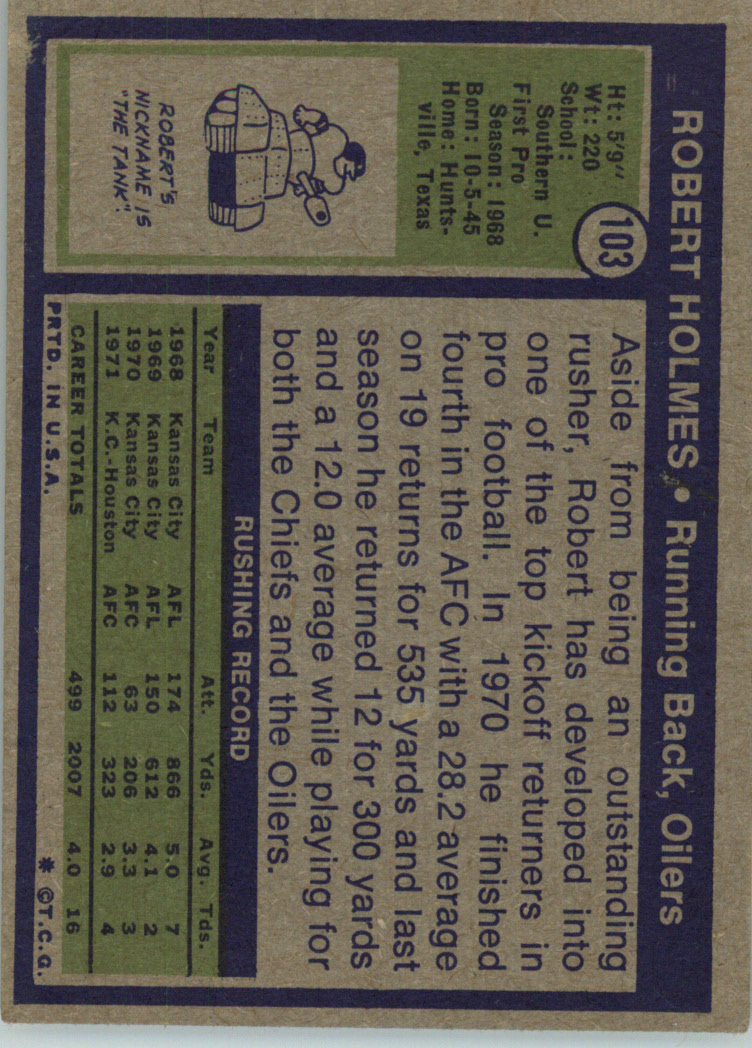 ROBERT HOLMES • Running Back, Oilers
103
Ht: 5'9"
Wt: 220
School:
Southern U.
First Pro
Season: 1968
Born: 10-5-45
Home: Hunts-
ville, Texas
ROBERT'S
NICKNAME IS
"THE TANK".
Aside from being an outstanding
rusher, Robert has developed into
one of the top kickoff returners in
pro football. In 1970 he finished
fourth in the AFC with a 28.2 average
on 19 returns for 535 yards and last
season he returned 12 for 300 yards
and a 12.0 average while playing for
both the Chiefs and the Oilers.
RUSHING RECORD
Year Team Att. Yds. Avg. Tds.
1968 Kansas City AFL 174 866 5.0 7
1969 Kansas City AFL 150 612 4.1 2
1970 Kansas City AFC 63 206 3.3 3
1971 K.C.-Houston AFC 112 323 2.9 4
CAREER TOTALS 499 2007 4.0 16
PRTD. IN U.S.A. * ©T.C.G.